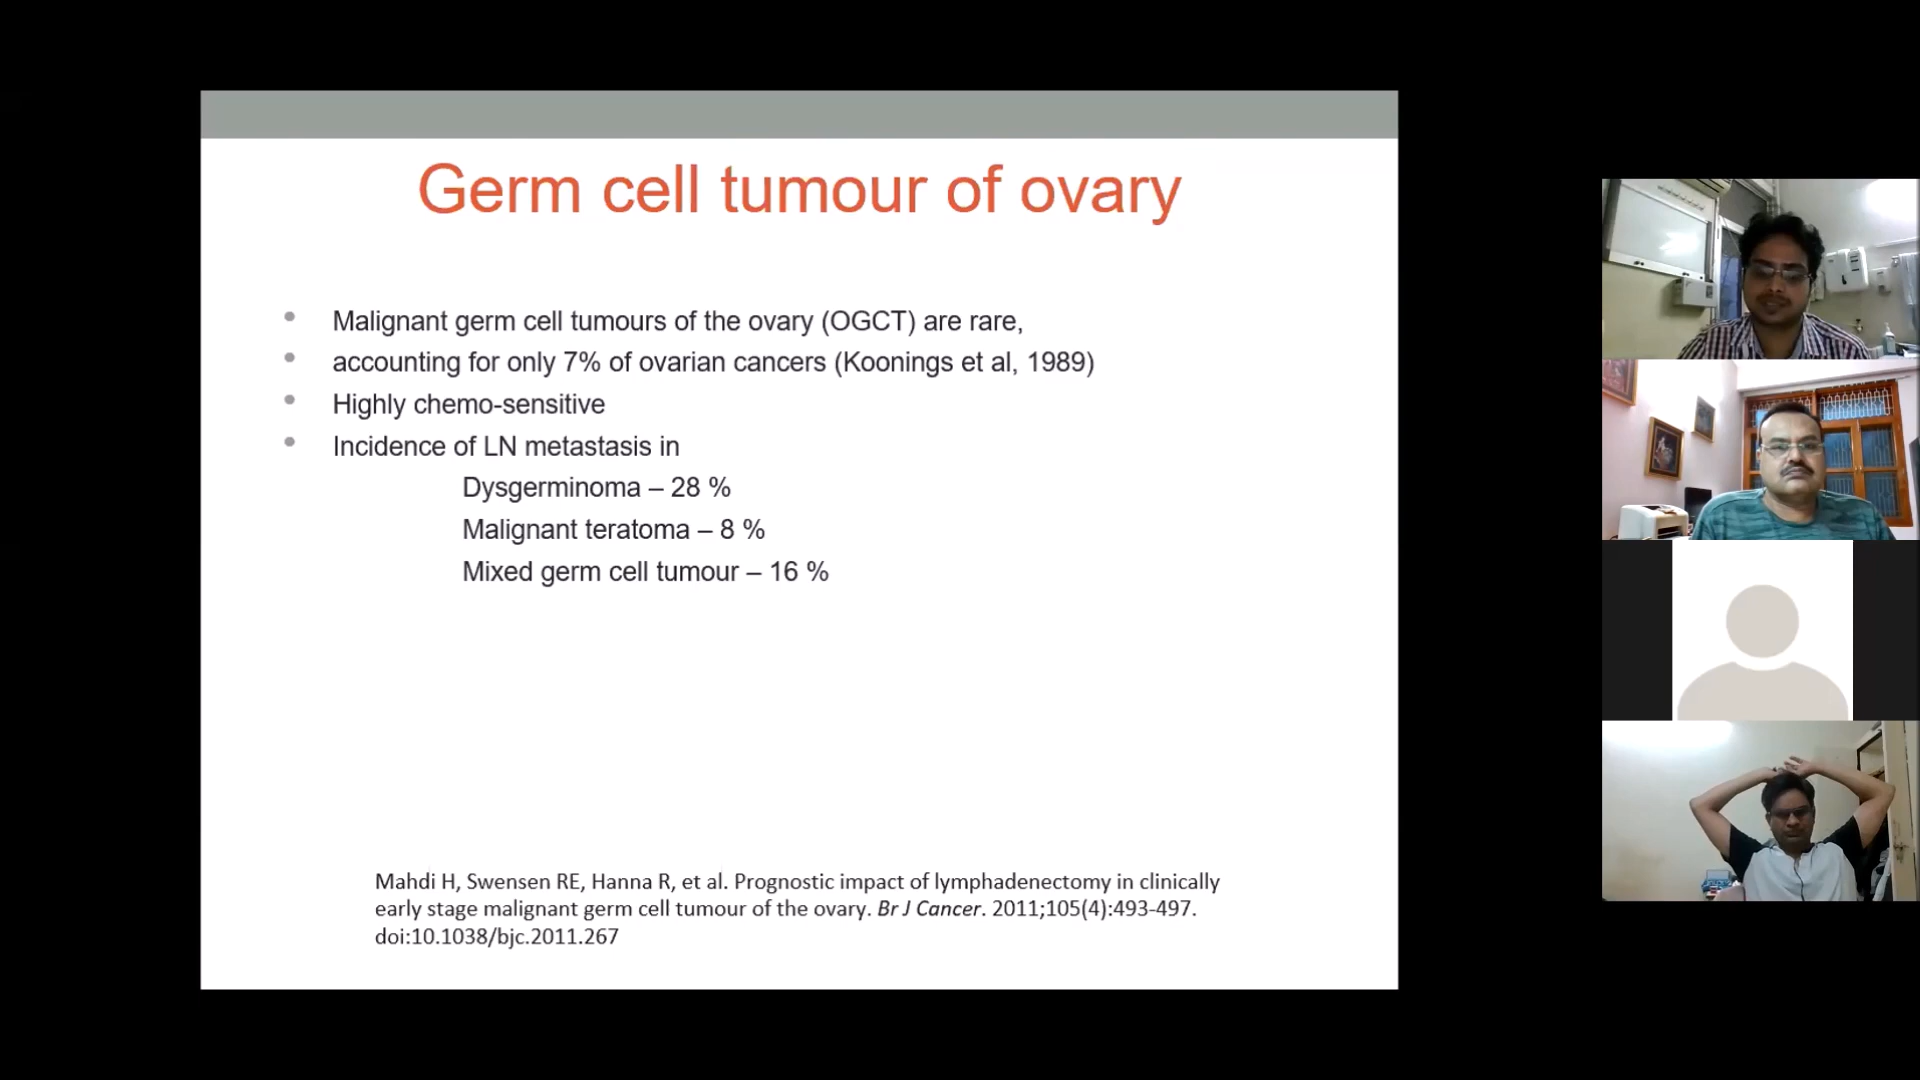 Germ cell tumour of ovary
• Malignant germ cell tumours of the ovary (OGCT) are rare,
• accounting for only 7% of ovarian cancers (Koonings et al, 1989)
• Highly chemo-sensitive
• Incidence of LN metastasis in
Dysgerminoma – 28 %
Malignant teratoma – 8 %
Mixed germ cell tumour – 16 %
Mahdi H, Swensen RE, Hanna R, et al. Prognostic impact of lymphadenectomy in clinically
early stage malignant germ cell tumour of the ovary. Br J Cancer. 2011;105(4):493-497.
doi:10.1038/bjc.2011.267